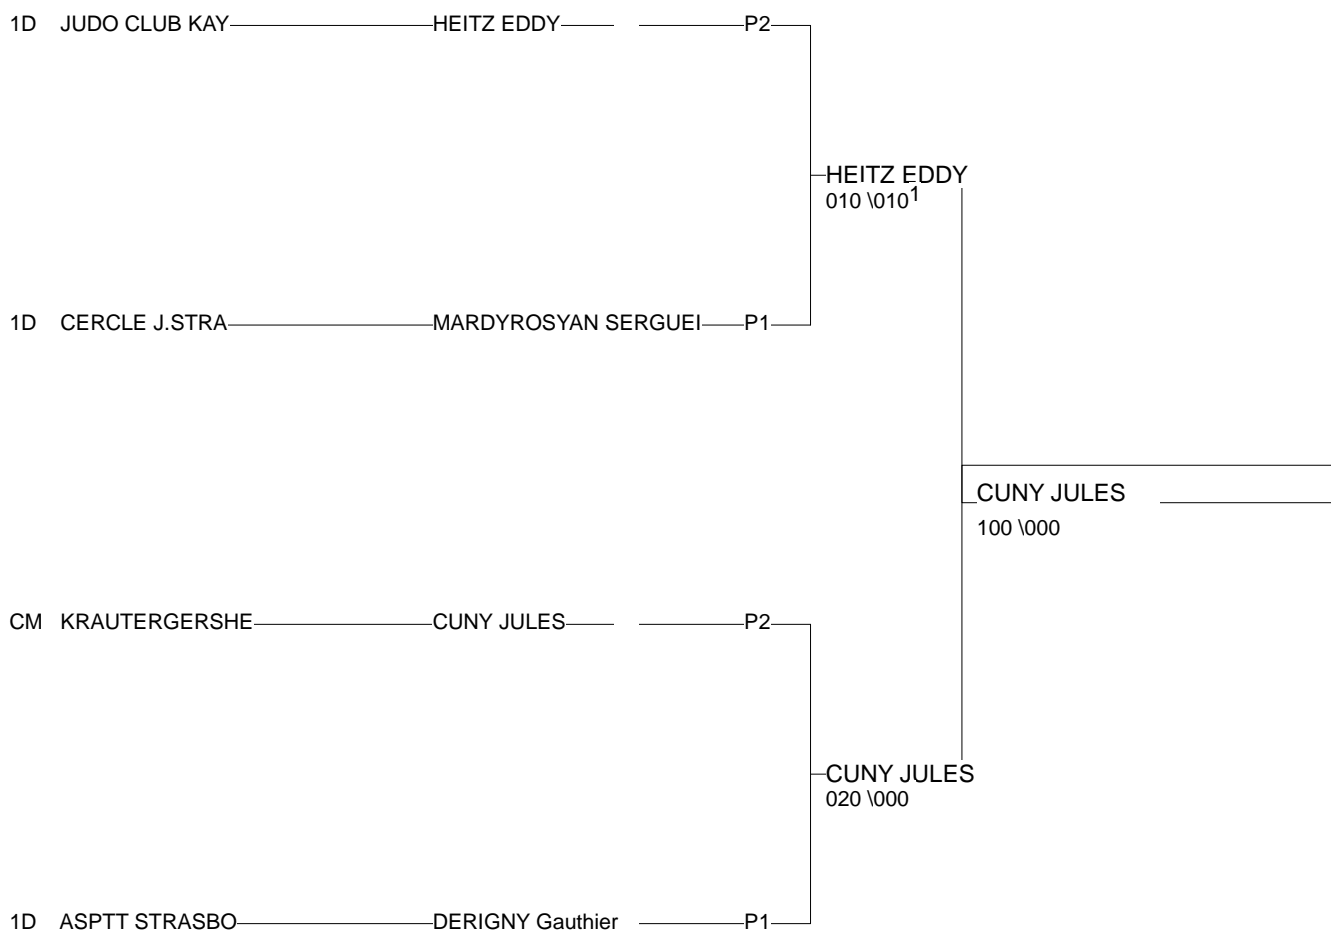 1D JUDO CLUB KAY HEITZ EDDY P2
HEITZ EDDY
010 \010 1
1D CERCLE J.STRA MARDYROSYAN SERGUEI P1
CUNY JULES
100 \000
CM KRAUTERGERSHE CUNY JULES P2
CUNY JULES
020 \000
1D ASPTT STRASBO DERIGNY Gauthier P1